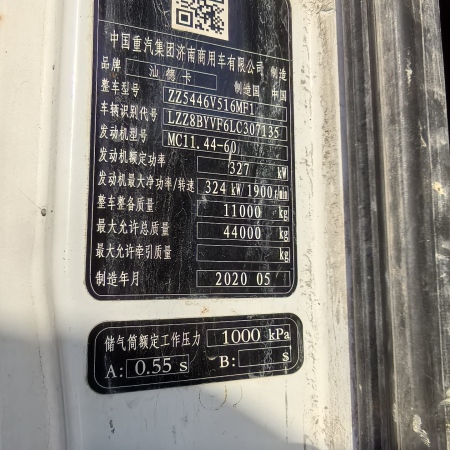 中国重汽集团济南商用车有限公司 制造
品牌 汕德卡 制造国 中国
整车型号 ZZ5446V516MF1
车辆识别代号 LZZ8BYVF6LC307135
发动机型号 MC11.44-60
发动机额定功率 327 kW
发动机最大净功率/转速 324 kW/1900r/min
整车整备质量 11000 kg
最大允许总质量 44000 kg
最大允许牵引质量 kg
制造年月 2020 05
储气筒额定工作压力 1000 kPa
A: 0.55 s B: s